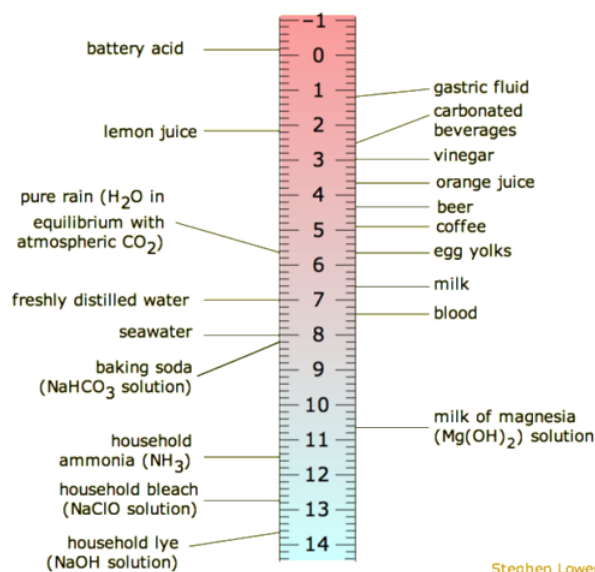 battery acid
lemon juice
pure rain (H₂O in
equilibrium with
atmospheric CO₂)
freshly distilled water
seawater
baking soda
(NaHCO₃ solution)
household
ammonia (NH₃)
household bleach
(NaClO solution)
household lye
(NaOH solution)
−1
0
1
2
3
4
5
6
7
8
9
10
11
12
13
14
gastric fluid
carbonated
beverages
vinegar
orange juice
beer
coffee
egg yolks
milk
blood
milk of magnesia
(Mg(OH)₂) solution
Stephen Lower